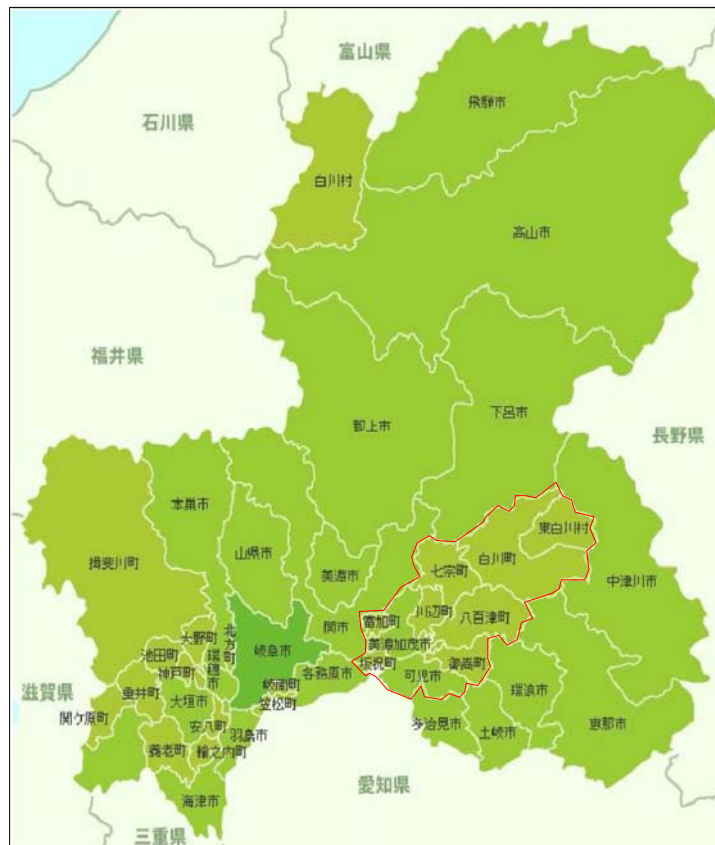 富山県
飛騨市
石川県
白川村
高山市
福井県
下呂市
郡上市
長野県
本巣市
東白川村
山県市
白川町
揖斐川町
美濃市
七宗町
中津川市
川辺町
八百津町
富加町
関市
大野町
北方町
岐阜市
美濃加茂市
池田町
瑞穂市
坂祝町
御嵩町
神戸町
各務原市
可児市
岐南町
瑞浪市
滋賀県
垂井町
大垣市
笠松町
関ケ原町
安八町
羽島市
多治見市
土岐市
恵那市
養老町
輪之内町
愛知県
海津市
三重県